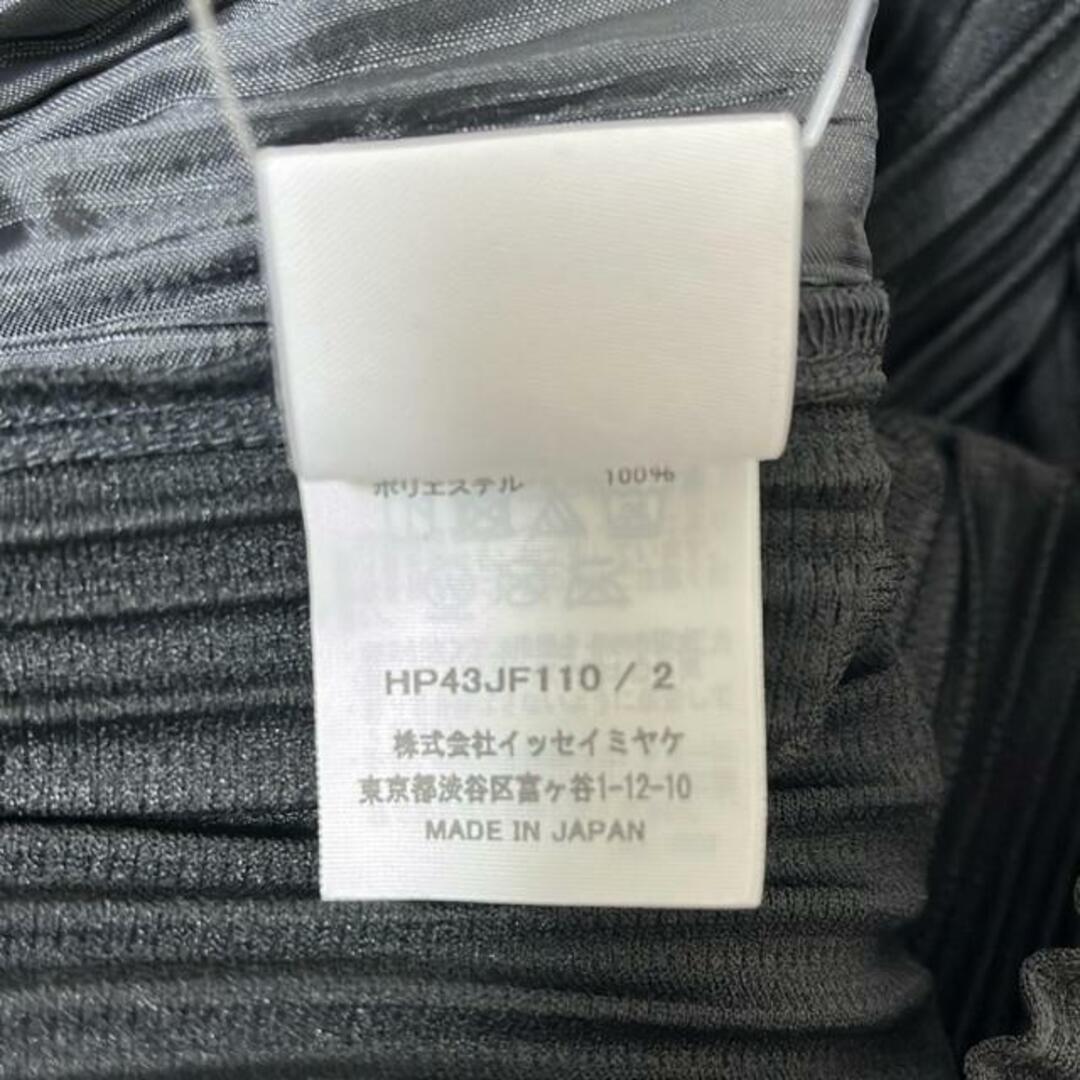 ポリエステル 100%
HP43JF110 / 2
株式会社イッセイミヤケ
東京都渋谷区富ヶ谷1-12-10
MADE IN JAPAN